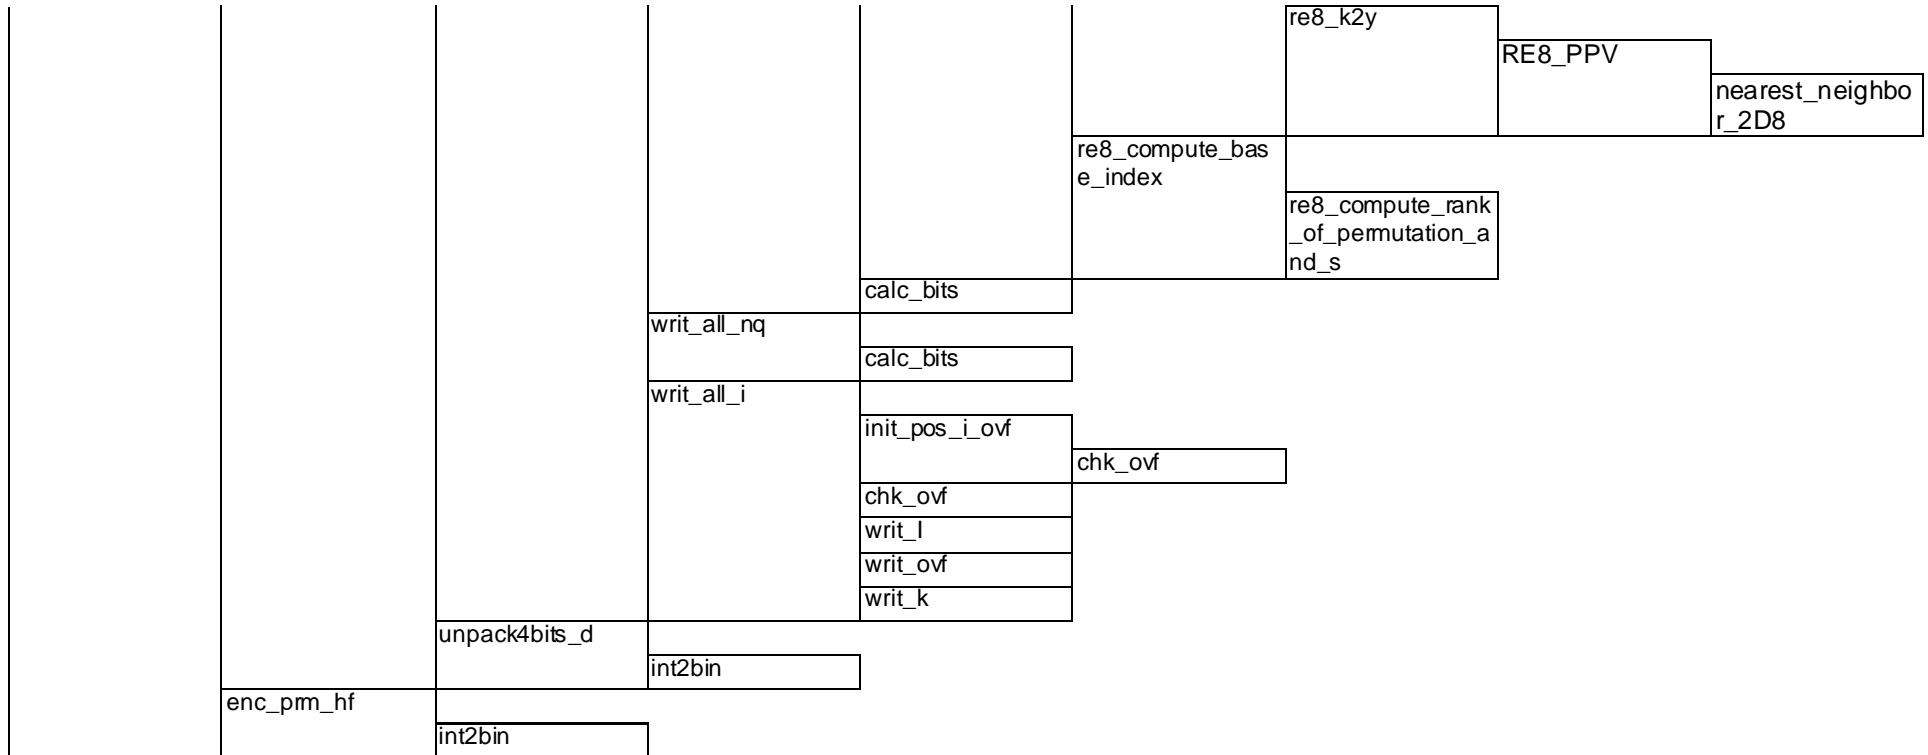 re8_k2y
RE8_PPV
nearest_neighbo
r_2D8
re8_compute_bas
e_index
re8_compute_rank
_of_permutation_a
nd_s
calc_bits
writ_all_nq
calc_bits
writ_all_i
init_pos_i_ovf
chk_ovf
chk_ovf
writ_l
writ_ovf
writ_k
unpack4bits_d
int2bin
enc_prm_hf
int2bin